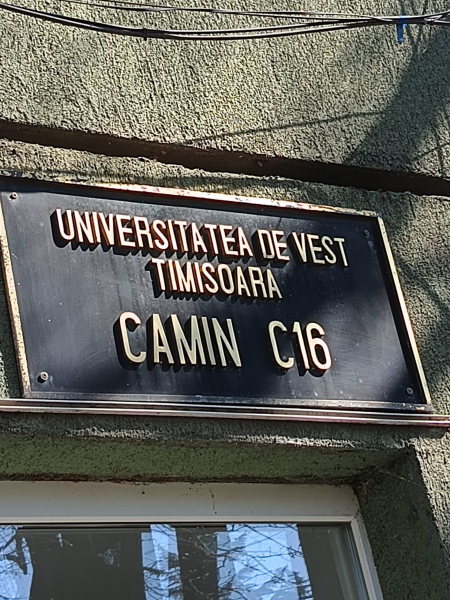 UNIVERSITATEA DE VEST
TIMISOARA
CAMIN C16